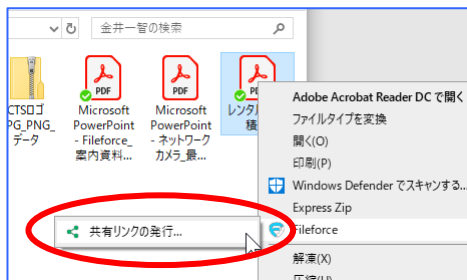 金井一智の検索
CTSロゴ
PG_PNG_
データ
Microsoft
PowerPoint
- Fileforce_
案内資料...
Microsoft
PowerPoint
- ネットワーク
カメラ_最...
レンタル
積
PDF
PDF
PDF
Adobe Acrobat Reader DC で開く
ファイルタイプを変換
開く(O)
印刷(P)
Windows Defender でスキャンする...
Express Zip
Fileforce
共有リンクの発行...
解凍(X)
圧縮(U)